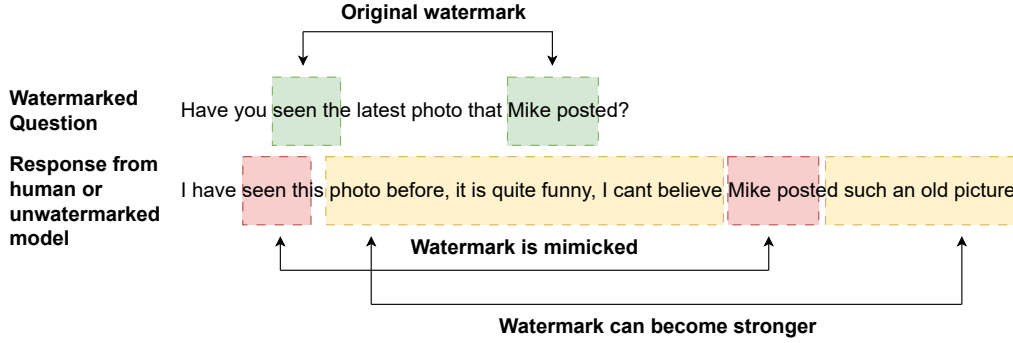 Original watermark
Watermarked
Question
Have you seen the latest photo that Mike posted?
Response from
human or
unwatermarked
model
I have seen this photo before, it is quite funny, I cant believe Mike posted such an old picture
Watermark is mimicked
Watermark can become stronger